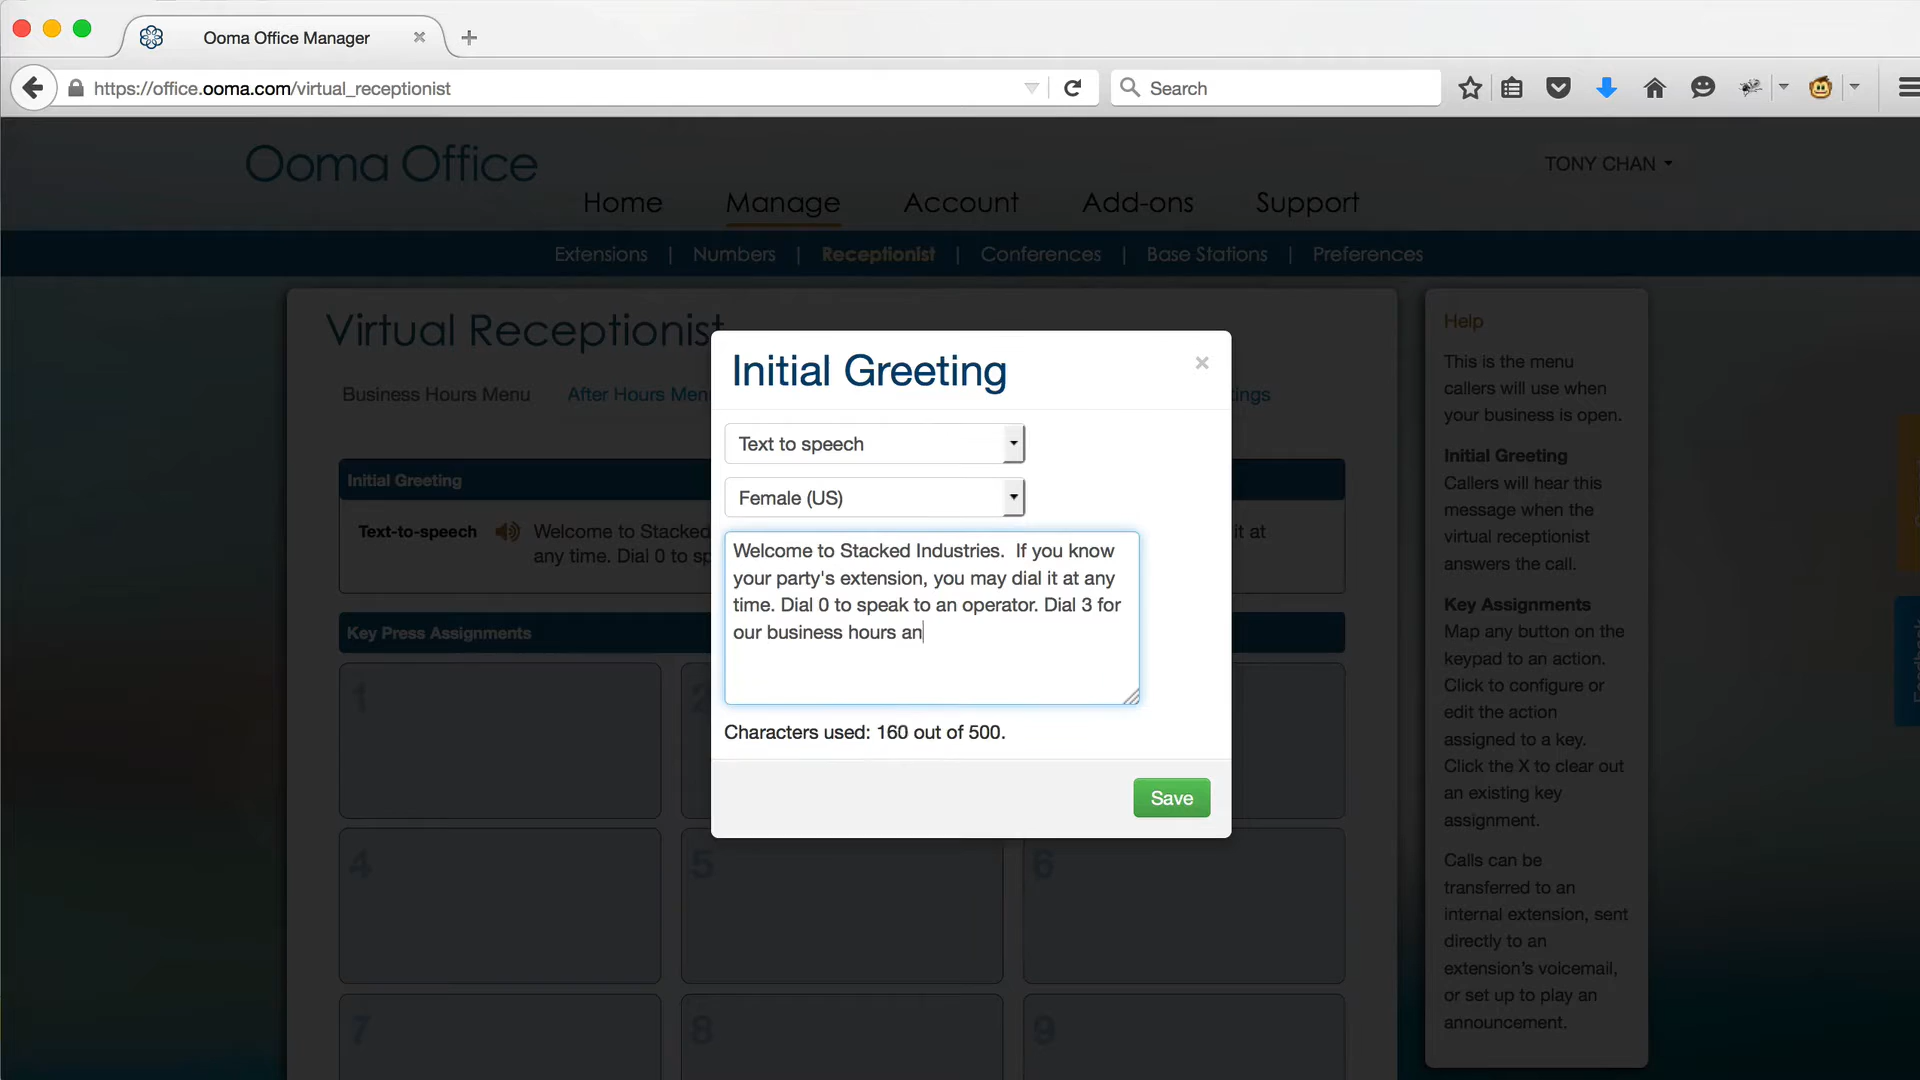 Ooma Office Manager
https://office.ooma.com/virtual_receptionist
Search
Ooma Office
TONY CHAN
Home Manage Account Add-ons Support
Extensions | Numbers | Receptionist | Conferences | Base Stations | Preferences
Virtual Receptionist
Business Hours Menu After Hours Men
ings
Initial Greeting
Text-to-speech Welcome to Stacked
it at
any time. Dial 0 to sp
Key Press Assignments
1
2
4
5
6
7
8
9
Initial Greeting
×
Text to speech
Female (US)
Welcome to Stacked Industries.  If you know
your party's extension, you may dial it at any
time. Dial 0 to speak to an operator. Dial 3 for
our business hours an
Characters used: 160 out of 500.
Save
Help
This is the menu
callers will use when
your business is open.
Initial Greeting
Callers will hear this
message when the
virtual receptionist
answers the call.
Key Assignments
Map any button on the
keypad to an action.
Click to configure or
edit the action
assigned to a key.
Click the X to clear out
an existing key
assignment.
Calls can be
transferred to an
internal extension, sent
directly to an
extension's voicemail,
or set up to play an
announcement.